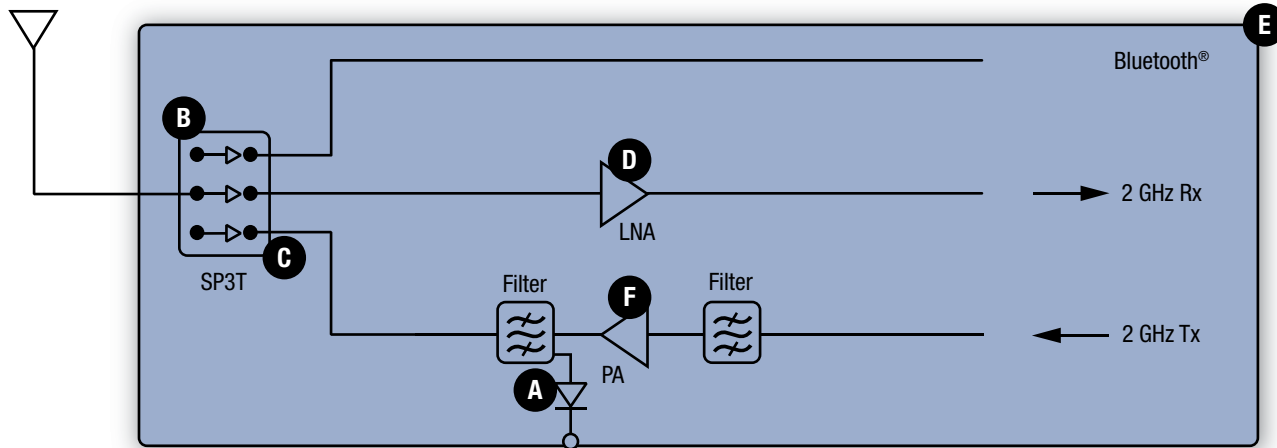 E
Bluetooth®
B
D
2 GHz Rx
LNA
C
SP3T
Filter
F
Filter
2 GHz Tx
PA
A